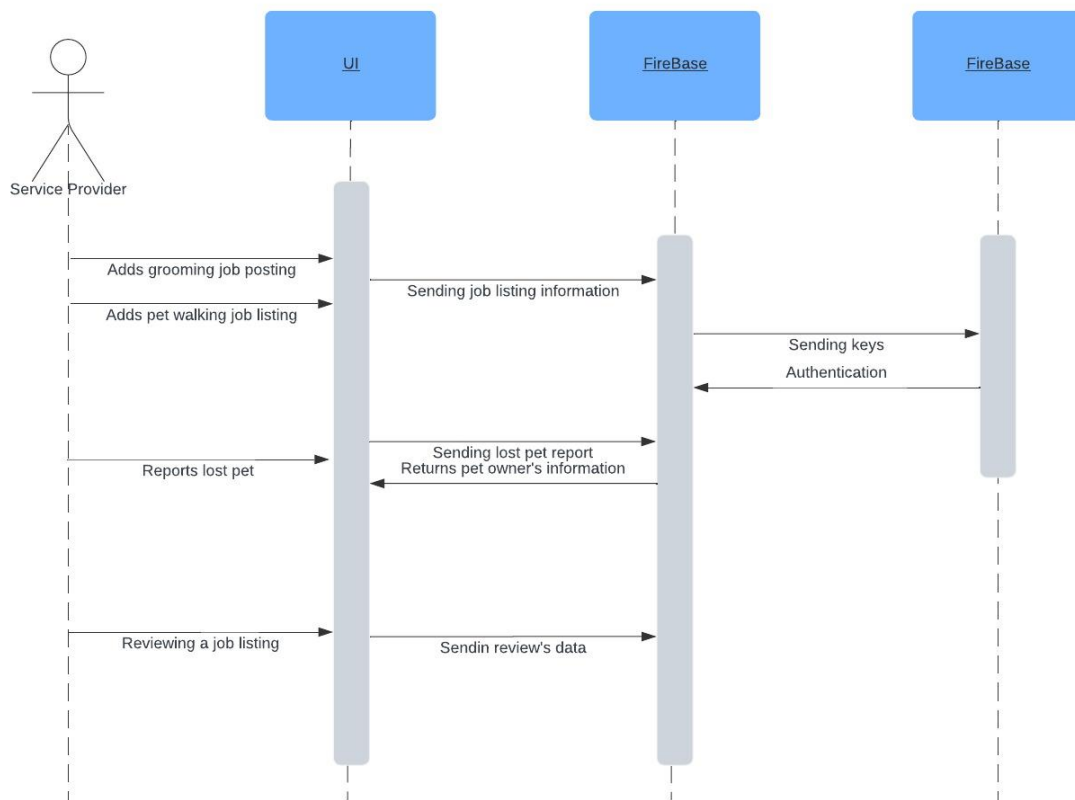 UI
FireBase
FireBase
Service Provider
Adds grooming job posting
Sending job listing information
Adds pet walking job listing
Sending keys
Authentication
Sending lost pet report
Returns pet owner's information
Reports lost pet
Reviewing a job listing
Sendin review's data